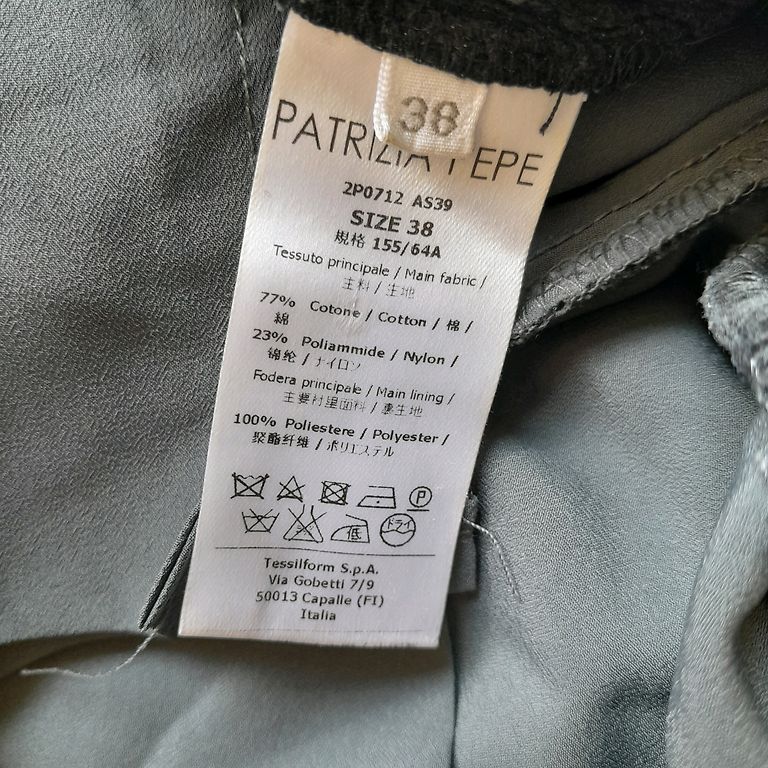 38
PATRIZIA PEPE
2P0712 AS39
SIZE 38
規格 155/64A
Tessuto principale / Main fabric /
主料 / 生地
77% Cotone / Cotton / 棉 /
綿
23% Poliammide / Nylon /
锦纶 / ナイロン
Fodera principale / Main lining /
主要衬里面料 / 裏生地
100% Poliestere / Polyester /
聚酯纤维 / ポリエステル
P
低 ドライ
Tessilform S.p.A.
Via Gobetti 7/9
50013 Capalle (FI)
Italia